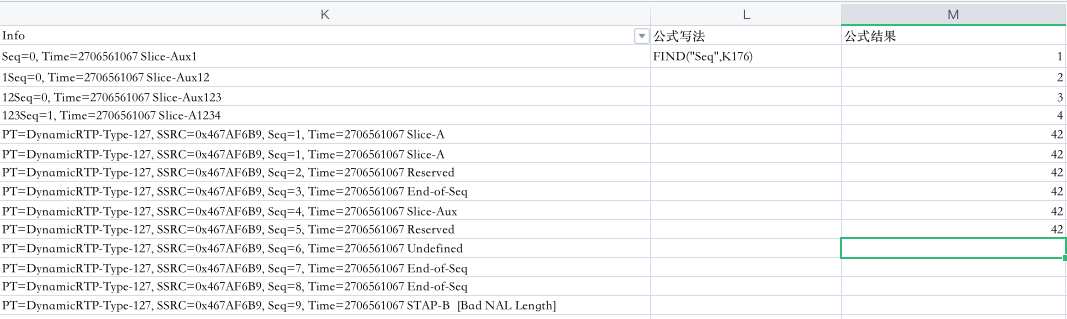 K L M
Info 公式写法 公式结果
Seq=0, Time=2706561067 Slice-Aux1 FIND("Seq",K176) 1
1Seq=0, Time=2706561067 Slice-Aux12 2
12Seq=0, Time=2706561067 Slice-Aux123 3
123Seq=1, Time=2706561067 Slice-A1234 4
PT=DynamicRTP-Type-127, SSRC=0x467AF6B9, Seq=1, Time=2706561067 Slice-A 42
PT=DynamicRTP-Type-127, SSRC=0x467AF6B9, Seq=1, Time=2706561067 Slice-A 42
PT=DynamicRTP-Type-127, SSRC=0x467AF6B9, Seq=2, Time=2706561067 Reserved 42
PT=DynamicRTP-Type-127, SSRC=0x467AF6B9, Seq=3, Time=2706561067 End-of-Seq 42
PT=DynamicRTP-Type-127, SSRC=0x467AF6B9, Seq=4, Time=2706561067 Slice-Aux 42
PT=DynamicRTP-Type-127, SSRC=0x467AF6B9, Seq=5, Time=2706561067 Reserved 42
PT=DynamicRTP-Type-127, SSRC=0x467AF6B9, Seq=6, Time=2706561067 Undefined
PT=DynamicRTP-Type-127, SSRC=0x467AF6B9, Seq=7, Time=2706561067 End-of-Seq
PT=DynamicRTP-Type-127, SSRC=0x467AF6B9, Seq=8, Time=2706561067 End-of-Seq
PT=DynamicRTP-Type-127, SSRC=0x467AF6B9, Seq=9, Time=2706561067 STAP-B [Bad NAL Length]